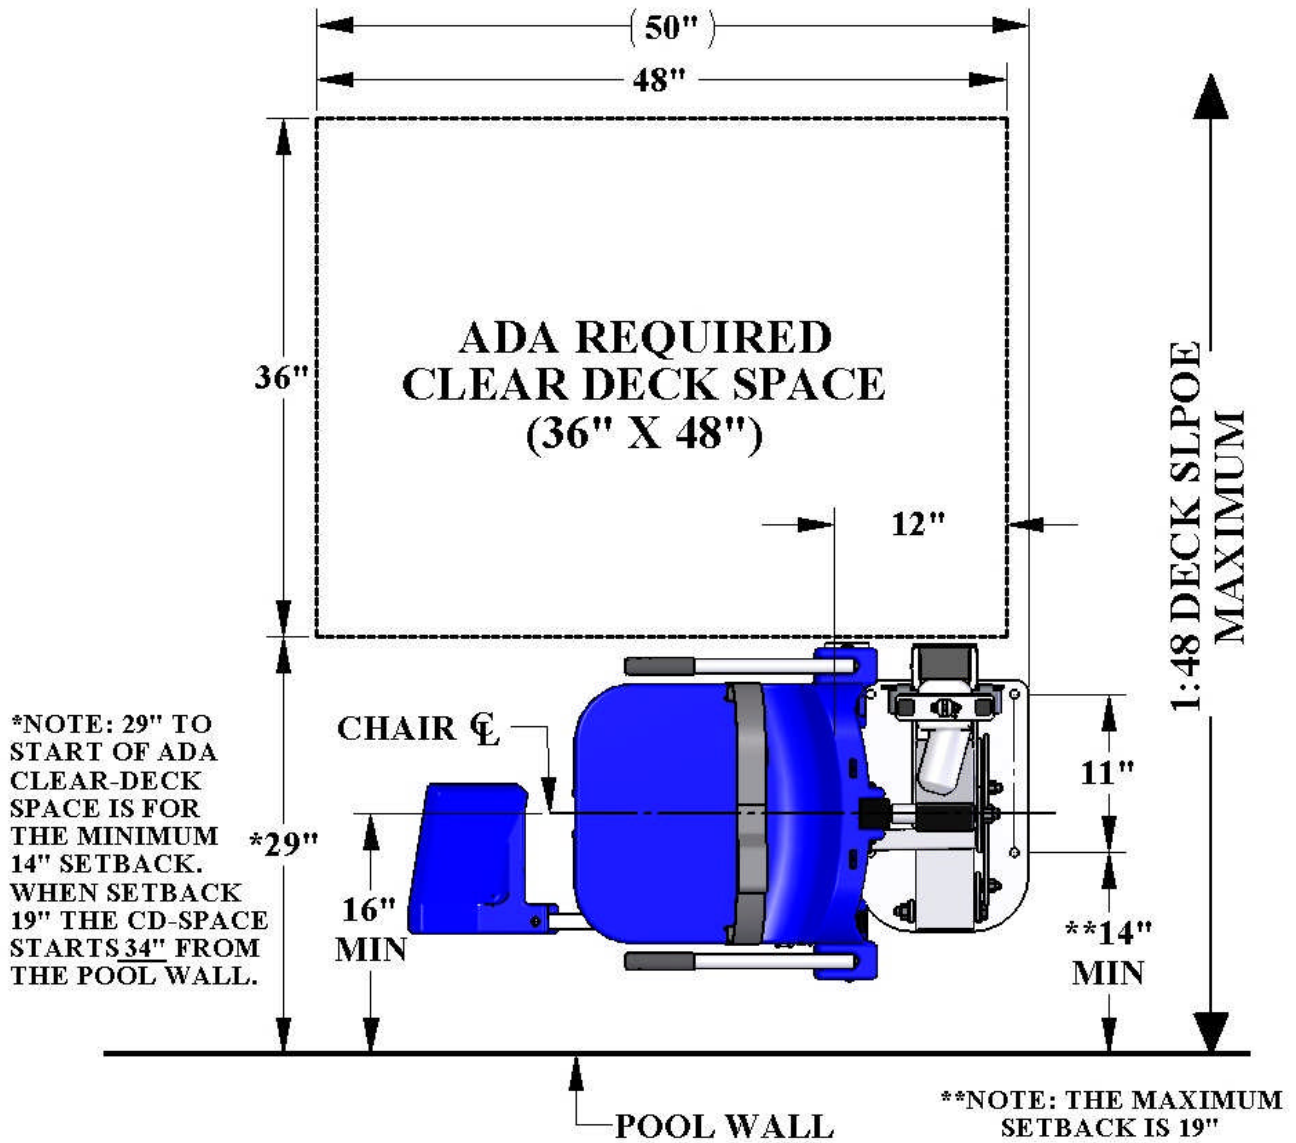 (50")
48"
ADA REQUIRED
CLEAR DECK SPACE
(36" X 48")
36"
12"
1:48 DECK SLPOE
MAXIMUM
*NOTE: 29" TO
START OF ADA
CLEAR-DECK
SPACE IS FOR
THE MINIMUM
14" SETBACK.
WHEN SETBACK
19" THE CD-SPACE
STARTS 34" FROM
THE POOL WALL.
*29"
CHAIR ℄
16"
MIN
11"
**14"
MIN
POOL WALL
**NOTE: THE MAXIMUM
SETBACK IS 19"